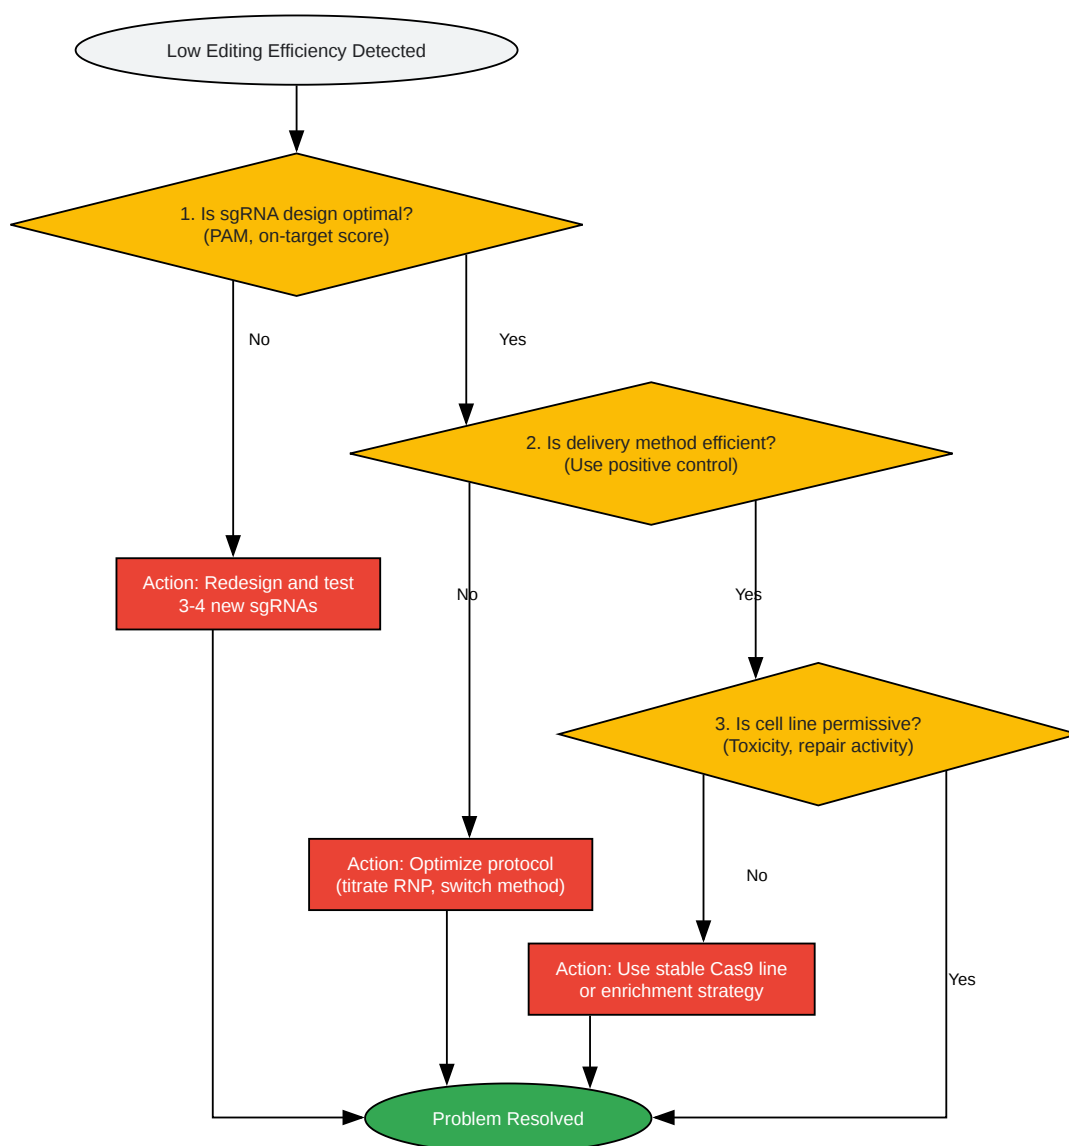 Low Editing Efficiency Detected
1. Is sgRNA design optimal?
(PAM, on-target score)
No
Yes
2. Is delivery method efficient?
(Use positive control)
Action: Redesign and test
3-4 new sgRNAs
No
Yes
3. Is cell line permissive?
(Toxicity, repair activity)
Action: Optimize protocol
(titrate RNP, switch method)
No
Action: Use stable Cas9 line
or enrichment strategy
Yes
Problem Resolved